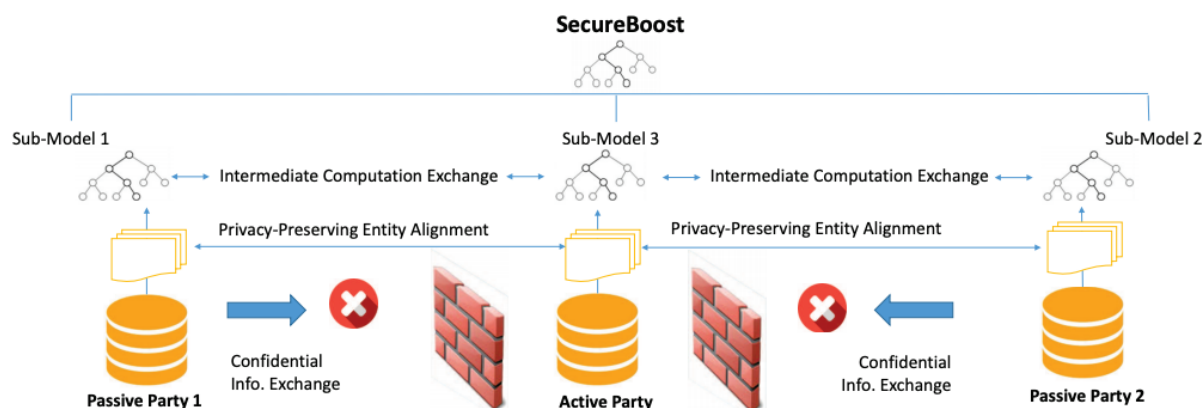 SecureBoost
Sub-Model 1
Sub-Model 3
Sub-Model 2
Intermediate Computation Exchange
Intermediate Computation Exchange
Privacy-Preserving Entity Alignment
Privacy-Preserving Entity Alignment
Confidential
Info. Exchange
Confidential
Info. Exchange
Passive Party 1
Active Party
Passive Party 2